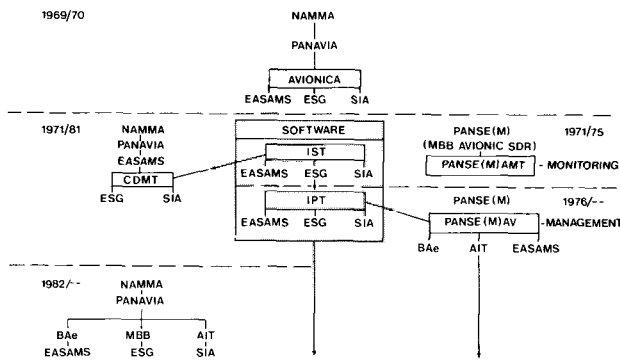 1969/70
NAMMA
PANAVIA
AVIONICA
EASAMS ESG SIA
1971/81
NAMMA
PANAVIA
EASAMS
CDMT
ESG SIA
SOFTWARE
IST
EASAMS ESG SIA
IPT
EASAMS ESG SIA
PANSE(M) 1971/75
(MBB AVIONIC SDR)
PANSE(M)AMT - MONITORING
PANSE(M) 1976/--
PANSE(M)AV -MANAGEMENT
BAe AIT EASAMS
1982/--
NAMMA
PANAVIA
BAe MBB AIT
EASAMS ESG SIA